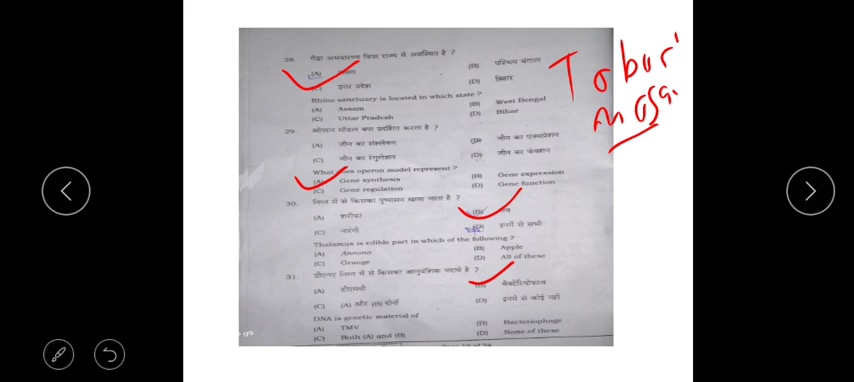 28. गैंडा अभयारण्य किस राज्य में अवस्थित है ?
(A) असम
(B) पश्चिम बंगाल
(C) उत्तर प्रदेश
(D) बिहार
Rhino sanctuary is located in which state ?
(A) Assam
(B) West Bengal
(C) Uttar Pradesh
(D) Bihar
29. ओपेरान मॉडल क्या प्रदर्शित करता है ?
(A) जीन का संश्लेषण
(B) जीन का एक्सप्रेशन
(C) जीन का रेगुलेशन
(D) जीन का फंक्शन
What does operon model represent ?
(A) Gene synthesis
(B) Gene expression
(C) Gene regulation
(D) Gene function
30. निम्न में से किसका पुष्पासन खाया जाता है ?
(A) शरीफा
(B) सेव
(C) नारंगी
(D) इनमें से सभी
Thalamus is edible part in which of the following ?
(A) Annona
(B) Apple
(C) Orange
(D) All of these
31. डीएनए निम्न में से किसका आनुवंशिक पदार्थ है ?
(A) टीएमवी
(B) बैक्टेरियोफाज
(C) (A) और (B) दोनों
(D) इनमें से कोई नहीं
DNA is genetic material of
(A) TMV
(B) Bacteriophage
(C) Both (A) and (B)
(D) None of these
99